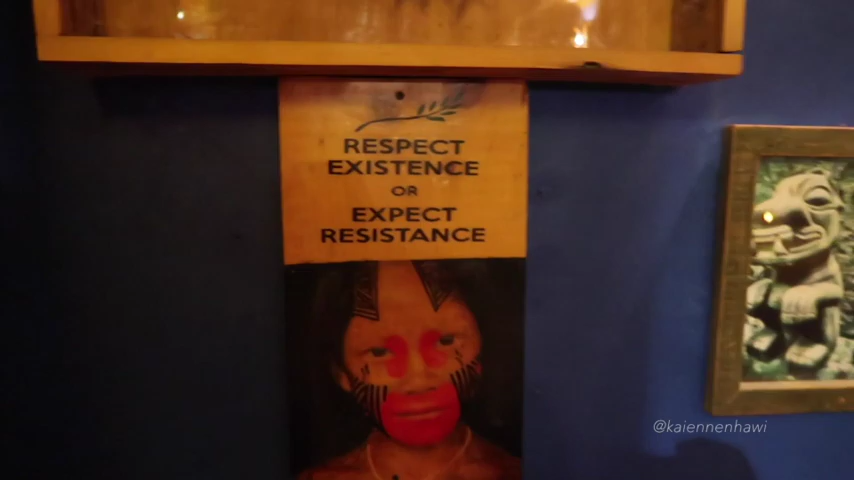 RESPECT
EXISTENCE
OR
EXPECT
RESISTANCE
@kaiennenhawi